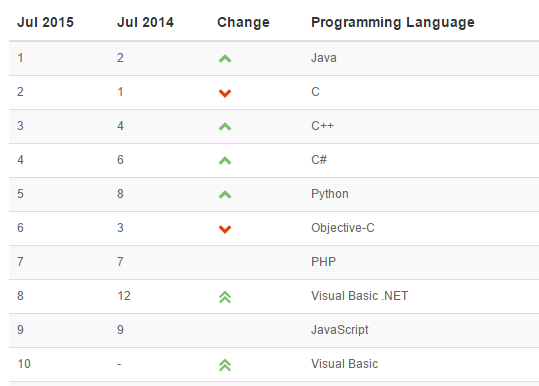 Jul 2015 Jul 2014 Change Programming Language
1 2 Java
2 1 C
3 4 C++
4 6 C#
5 8 Python
6 3 Objective-C
7 7 PHP
8 12 Visual Basic .NET
9 9 JavaScript
10 - Visual Basic